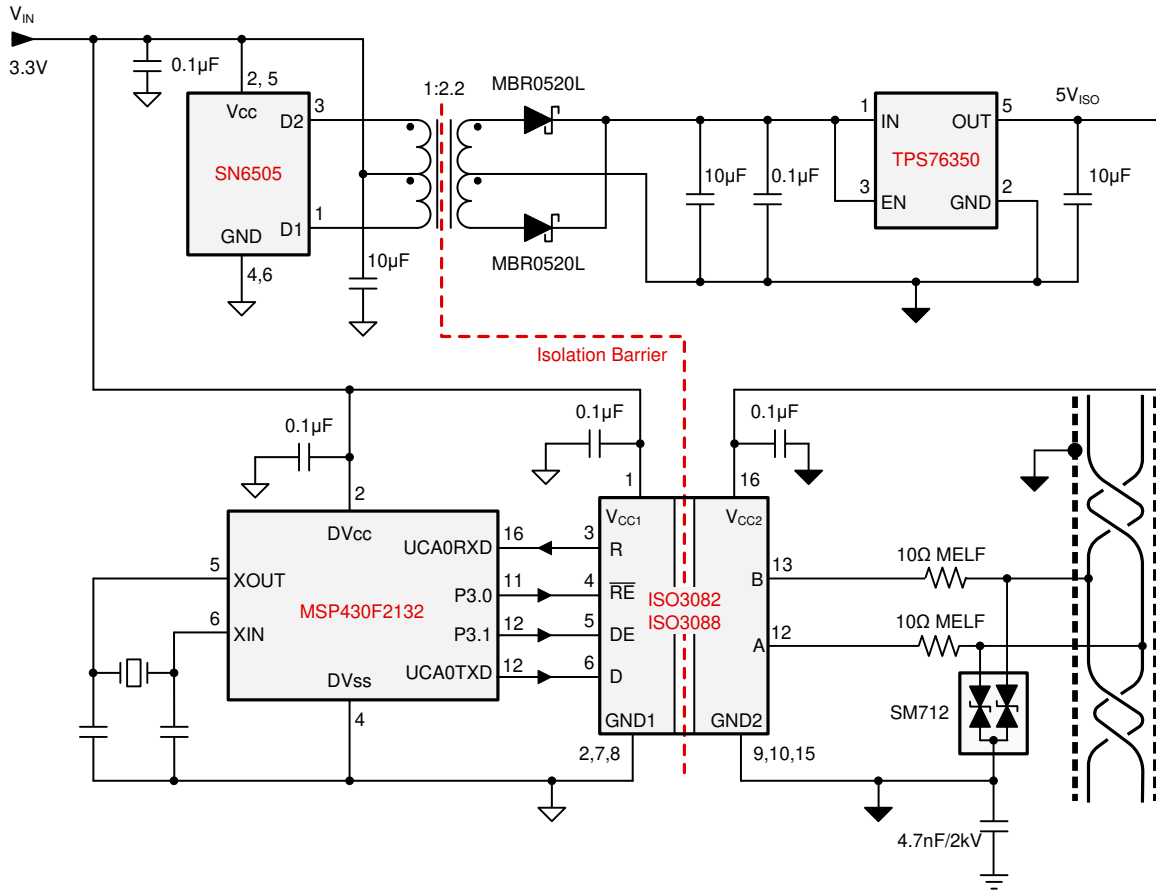 VIN
3.3V
0.1µF
2, 5
Vcc
D2
3
SN6505
D1
1
GND
4,6
10µF
1:2.2
MBR0520L
MBR0520L
10µF
0.1µF
1
IN
OUT
5
5VISO
TPS76350
3
EN
GND
2
10µF
Isolation Barrier
0.1µF
2
DVcc
5
XOUT
6
XIN
MSP430F2132
DVss
4
UCA0RXD
16
P3.0
11
P3.1
12
UCA0TXD
12
0.1µF
1
VCC1
3
R
4
RE
5
DE
6
D
GND1
2,7,8
ISO3082
ISO3088
0.1µF
16
VCC2
B
13
A
12
GND2
9,10,15
10Ω MELF
10Ω MELF
SM712
4.7nF/2kV